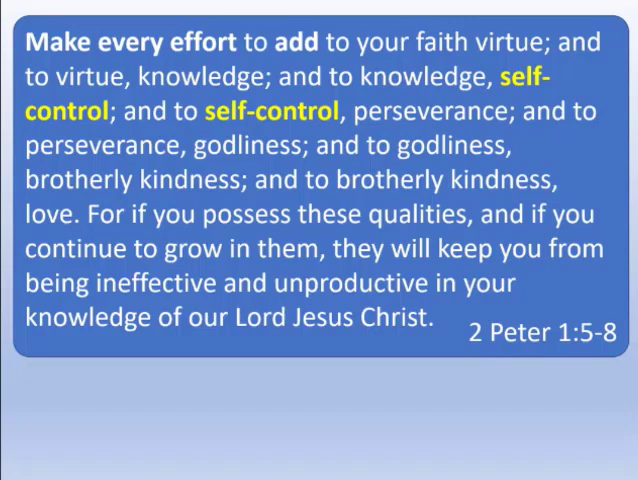 Make every effort to add to your faith virtue; and
to virtue, knowledge; and to knowledge, self-
control; and to self-control, perseverance; and to
perseverance, godliness; and to godliness,
brotherly kindness; and to brotherly kindness,
love. For if you possess these qualities, and if you
continue to grow in them, they will keep you from
being ineffective and unproductive in your
knowledge of our Lord Jesus Christ.
2 Peter 1:5-8